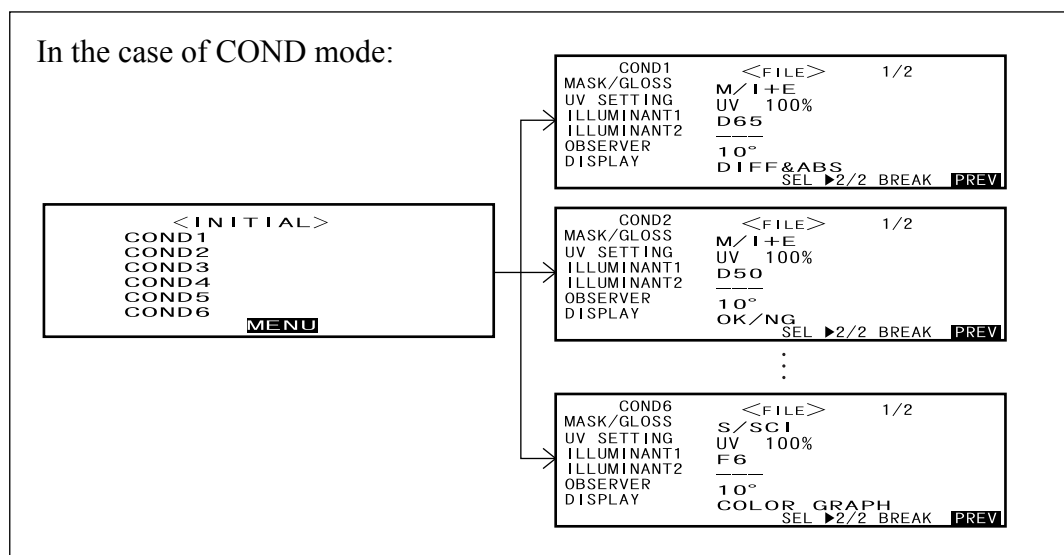 In the case of COND mode:
<INITIAL>
COND1
COND2
COND3
COND4
COND5
COND6
MENU
COND1 <FILE> 1/2
MASK/GLOSS M/I+E
UV SETTING UV 100%
ILLUMINANT1 D65
ILLUMINANT2 ___
OBSERVER 10°
DISPLAY DIFF&ABS
SEL ▶2/2 BREAK PREV
COND2 <FILE> 1/2
MASK/GLOSS M/I+E
UV SETTING UV 100%
ILLUMINANT1 D50
ILLUMINANT2 ___
OBSERVER 10°
DISPLAY OK/NG
SEL ▶2/2 BREAK PREV
COND6 <FILE> 1/2
MASK/GLOSS S/SCI
UV SETTING UV 100%
ILLUMINANT1 F6
ILLUMINANT2 ___
OBSERVER 10°
DISPLAY COLOR GRAPH
SEL ▶2/2 BREAK PREV